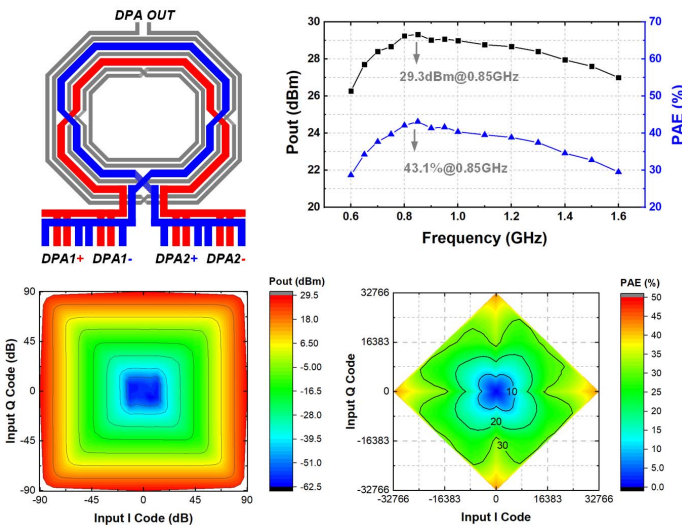 DPA OUT
DPA1+ DPA1- DPA2+ DPA2-
30
28
26
24
22
20
Pout (dBm)
70
60
50
40
30
20
PAE (%)
29.3dBm@0.85GHz
43.1%@0.85GHz
0.6 0.8 1.0 1.2 1.4 1.6
Frequency (GHz)
Pout (dBm)
90
45
0
45
90
Input Q Code (dB)
-90 -45 0 45 90
Input I Code (dB)
29.5
18.0
6.50
-5.00
-16.5
-28.0
-39.5
-51.0
-62.5
PAE (%)
32766
16383
0
-16383
-32766
Input Q Code
10
20
30
-32766 -16383 0 16383 32766
Input I Code
50
45
40
35
30
25
20
15
10
5.0
0.0